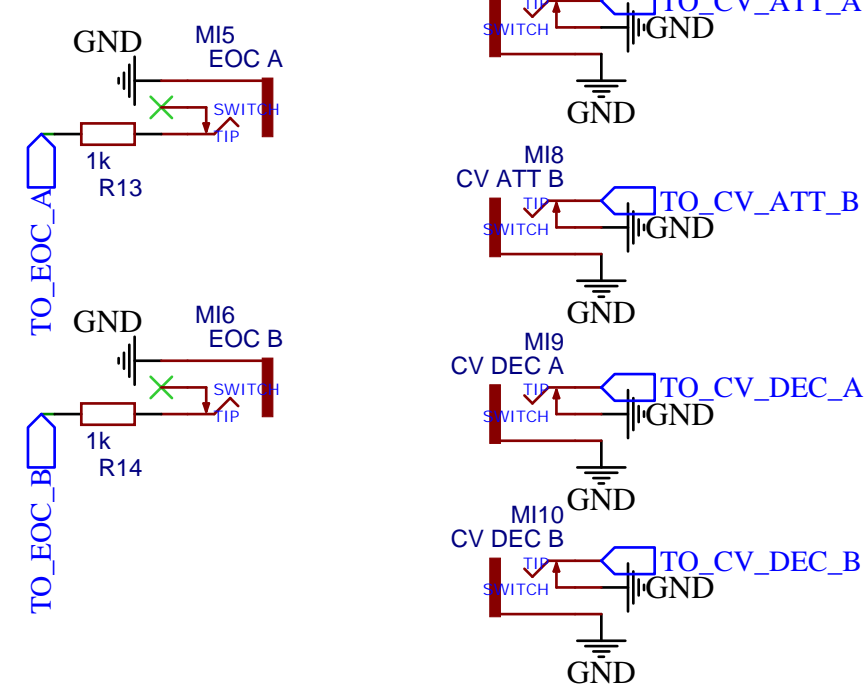 MI5
EOC A
GND
SWITCH
TIP
1k
R13
TO_EOC_A
MI6
EOC B
GND
SWITCH
TIP
1k
R14
TO_EOC_B
TIP
TO_CV_ATT_A
SWITCH
GND
GND
MI8
CV ATT B
TIP
TO_CV_ATT_B
SWITCH
GND
GND
MI9
CV DEC A
TIP
TO_CV_DEC_A
SWITCH
GND
GND
MI10
CV DEC B
TIP
TO_CV_DEC_B
SWITCH
GND
GND